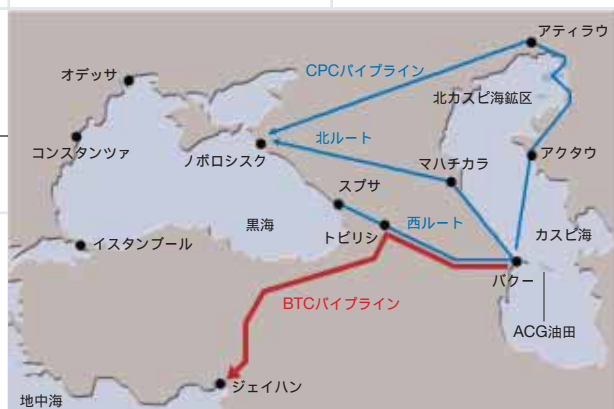 アティラウ
オデッサ
CPCパイプライン
北カスピ海鉱区
コンスタンツァ
ノボロシスク
北ルート
マハチカラ
アクタウ
スプサ
黒海
西ルート
カスピ海
イスタンブール
トビリシ
バクー
BTCパイプライン
ACG油田
ジェイハン
地中海